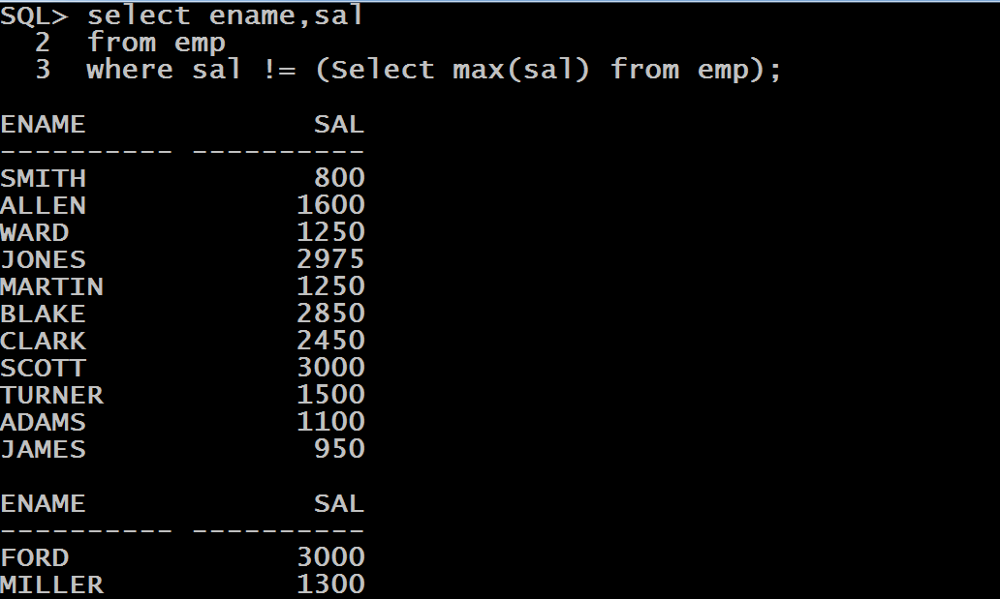 SQL> select ename,sal
2 from emp
3 where sal != (Select max(sal) from emp);
ENAME SAL
---------- ----------
SMITH 800
ALLEN 1600
WARD 1250
JONES 2975
MARTIN 1250
BLAKE 2850
CLARK 2450
SCOTT 3000
TURNER 1500
ADAMS 1100
JAMES 950
ENAME SAL
---------- ----------
FORD 3000
MILLER 1300